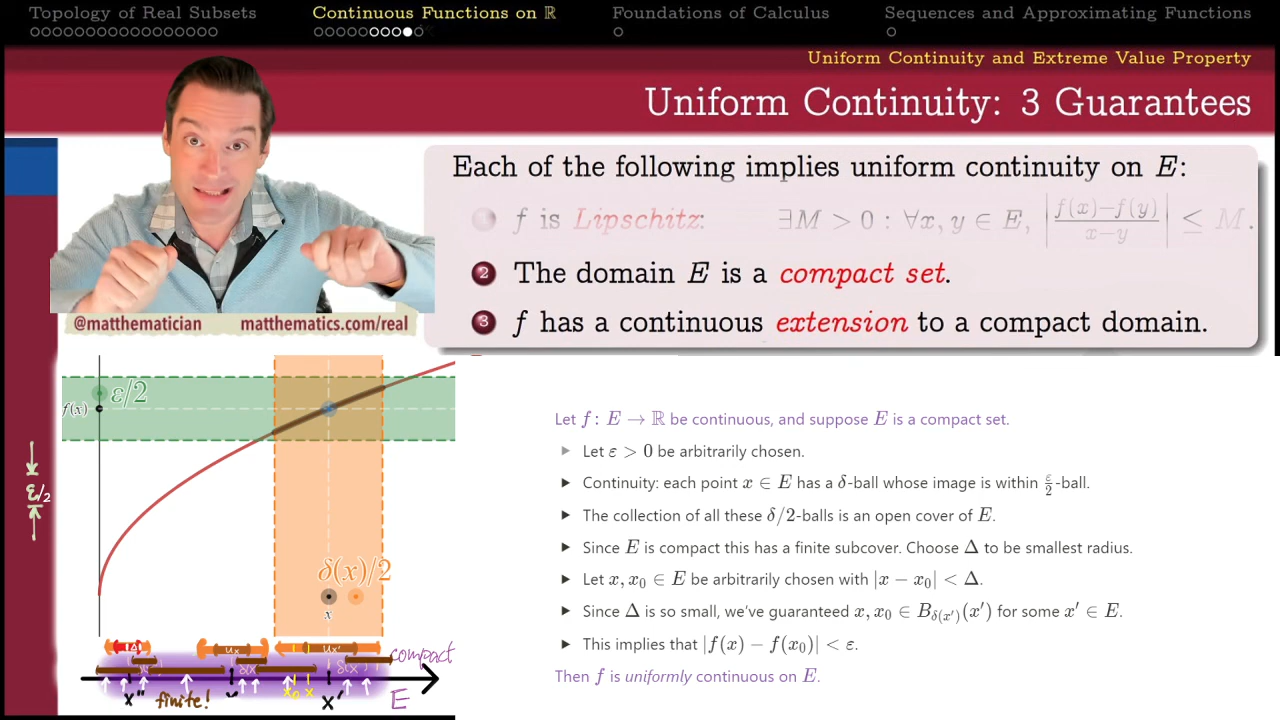 Topology of Real Subsets
Continuous Functions on ℝ
Foundations of Calculus
Sequences and Approximating Functions
Uniform Continuity and Extreme Value Property
Uniform Continuity: 3 Guarantees
Each of the following implies uniform continuity on E:
f is Lipschitz: ∃M > 0 : ∀x, y ∈ E, |f(x)−f(y) / x−y| ≤ M.
2 The domain E is a compact set.
3 f has a continuous extension to a compact domain.
@matthematician matthematics.com/real
ε/2
f(x)
ε/2
δ(x)/2
x
Δ
Uₓ
Uₓ′
compact
δ(x′)
x₀ x
x″
x′
E
finite!
Let f: E → ℝ be continuous, and suppose E is a compact set.
▶ Let ε > 0 be arbitrarily chosen.
▶ Continuity: each point x ∈ E has a δ-ball whose image is within ε/2-ball.
▶ The collection of all these δ/2-balls is an open cover of E.
▶ Since E is compact this has a finite subcover. Choose Δ to be smallest radius.
▶ Let x, x₀ ∈ E be arbitrarily chosen with |x − x₀| < Δ.
▶ Since Δ is so small, we've guaranteed x, x₀ ∈ B_δ(x′)(x′) for some x′ ∈ E.
▶ This implies that |f(x) − f(x₀)| < ε.
Then f is uniformly continuous on E.